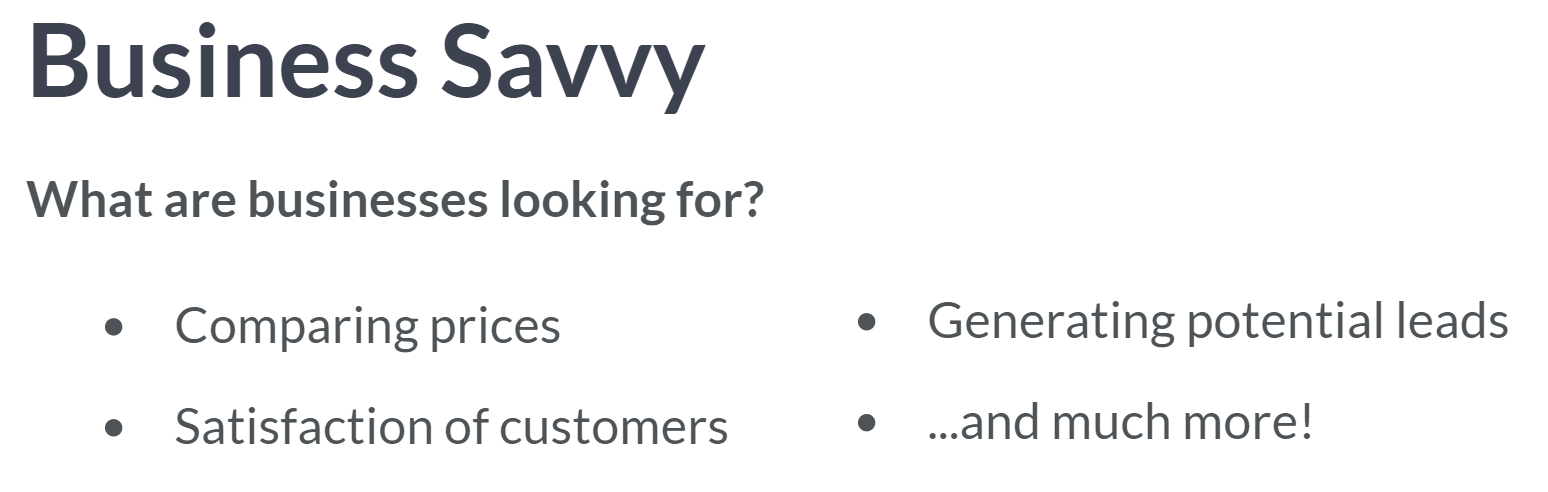 Business Savvy
What are businesses looking for?
• Comparing prices
• Satisfaction of customers
• Generating potential leads
• ...and much more!